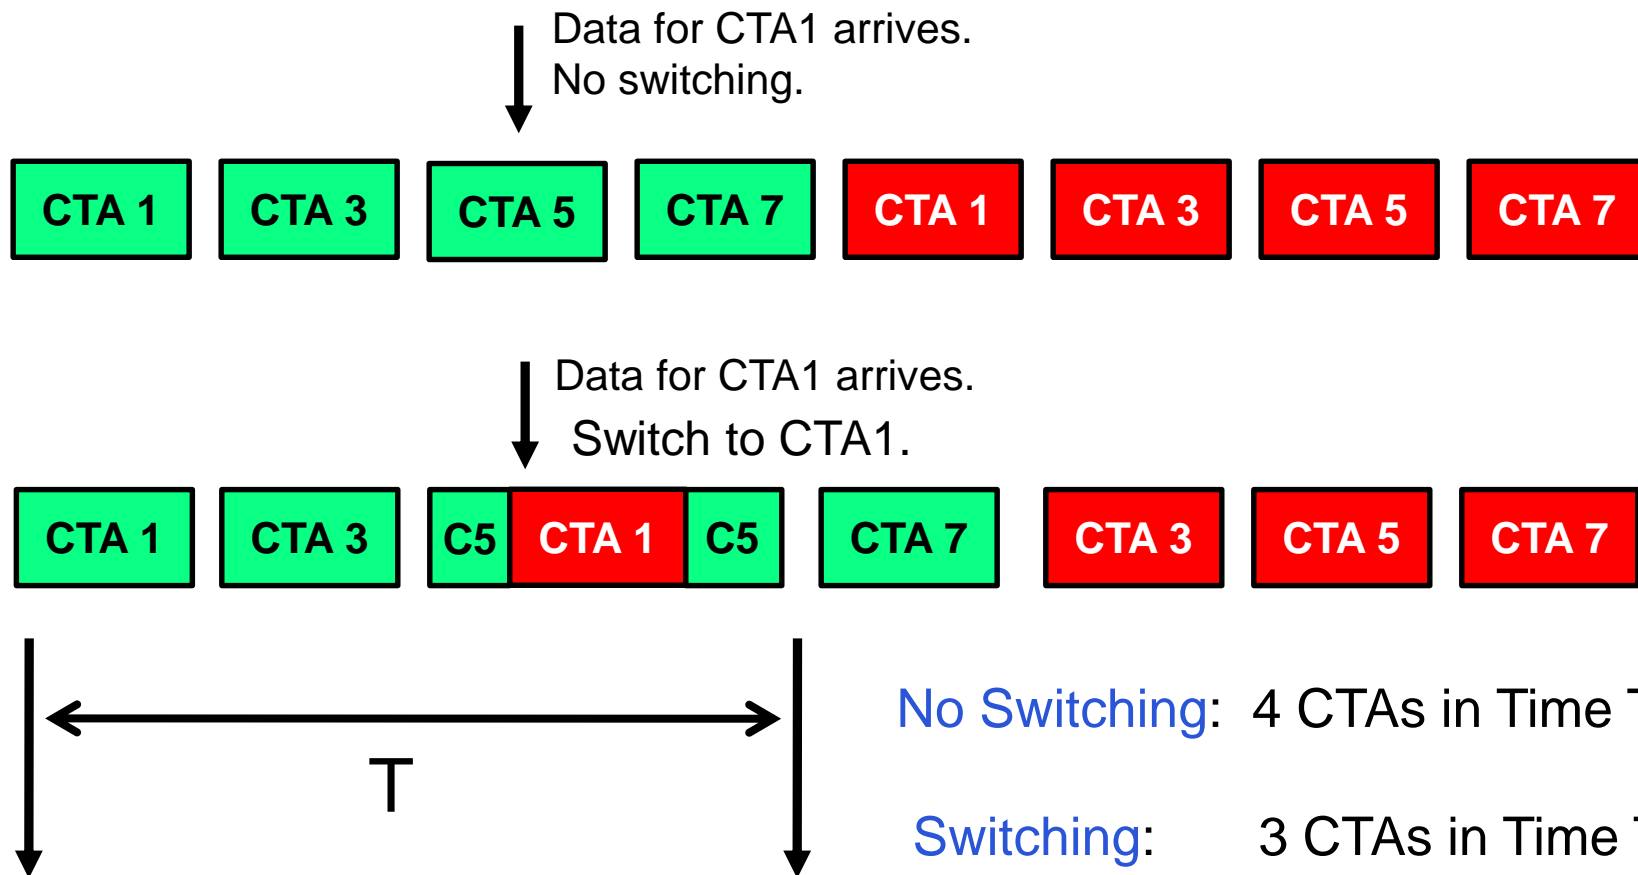 Data for CTA1 arrives.
No switching.
CTA 1 CTA 3 CTA 5 CTA 7 CTA 1 CTA 3 CTA 5 CTA 7
Data for CTA1 arrives.
Switch to CTA1.
CTA 1 CTA 3 C5 CTA 1 C5 CTA 7 CTA 3 CTA 5 CTA 7
No Switching: 4 CTAs in Time T
T
Switching: 3 CTAs in Time T